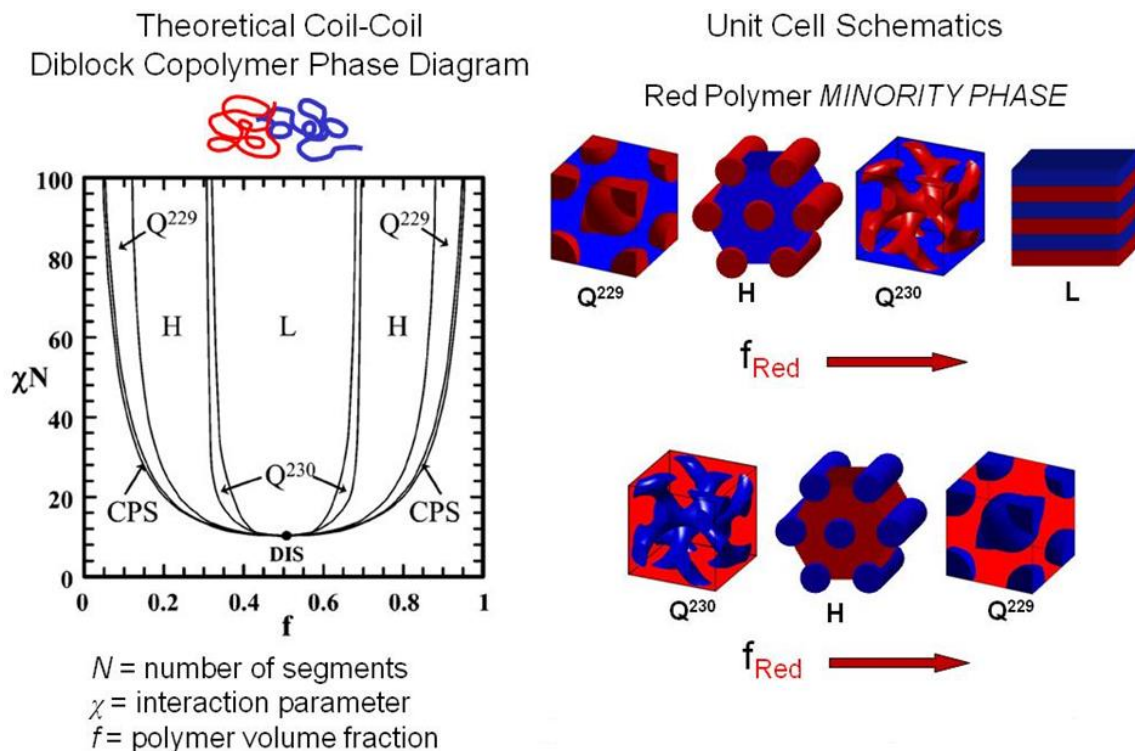 Theoretical Coil-Coil
Diblock Copolymer Phase Diagram
100
80
60
40
20
0
χN
Q²²⁹
Q²²⁹
H
L
H
Q²³⁰
CPS
CPS
DIS
0
0.2
0.4
0.6
0.8
1
f
N = number of segments
χ = interaction parameter
f = polymer volume fraction
Unit Cell Schematics
Red Polymer MINORITY PHASE
Q²²⁹
H
Q²³⁰
L
fRed
Q²³⁰
H
Q²²⁹
fRed